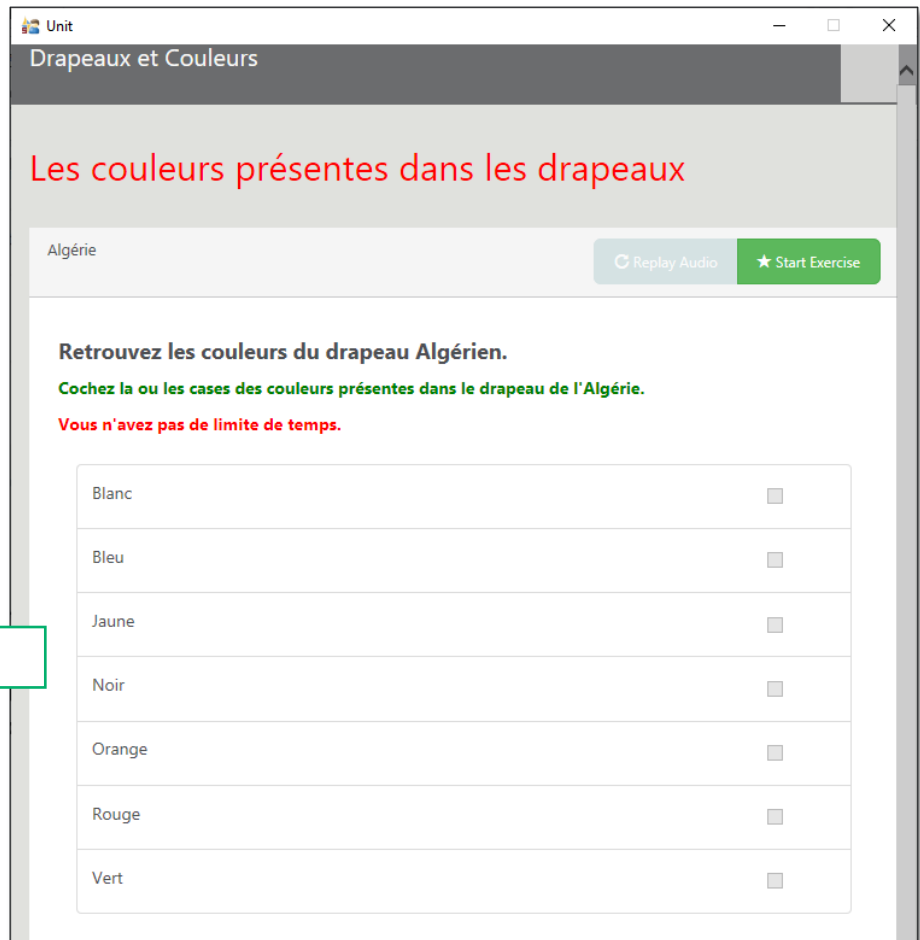 Unit
Drapeaux et Couleurs
Les couleurs présentes dans les drapeaux
Algérie
Replay Audio
Start Exercise
Retrouvez les couleurs du drapeau Algérien.
Cochez la ou les cases des couleurs présentes dans le drapeau de l'Algérie.
Vous n'avez pas de limite de temps.
Blanc
Bleu
Jaune
Noir
Orange
Rouge
Vert